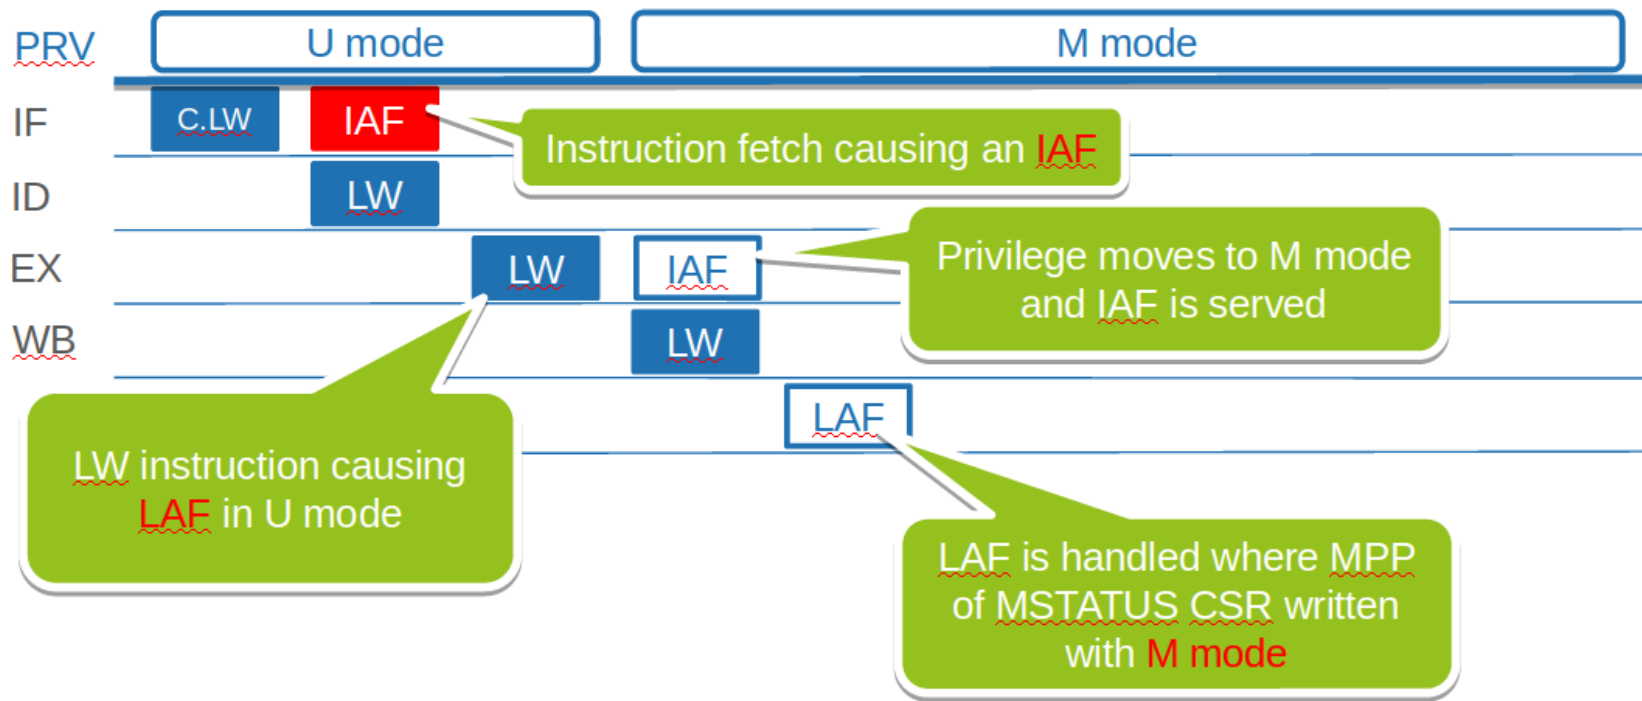 PRV
U mode
M mode
IF
C.LW
IAF
Instruction fetch causing an IAF
ID
LW
Privilege moves to M mode
and IAF is served
EX
LW
IAF
WB
LW
LAF
LW instruction causing
LAF in U mode
LAF is handled where MPP
of MSTATUS CSR written
with M mode